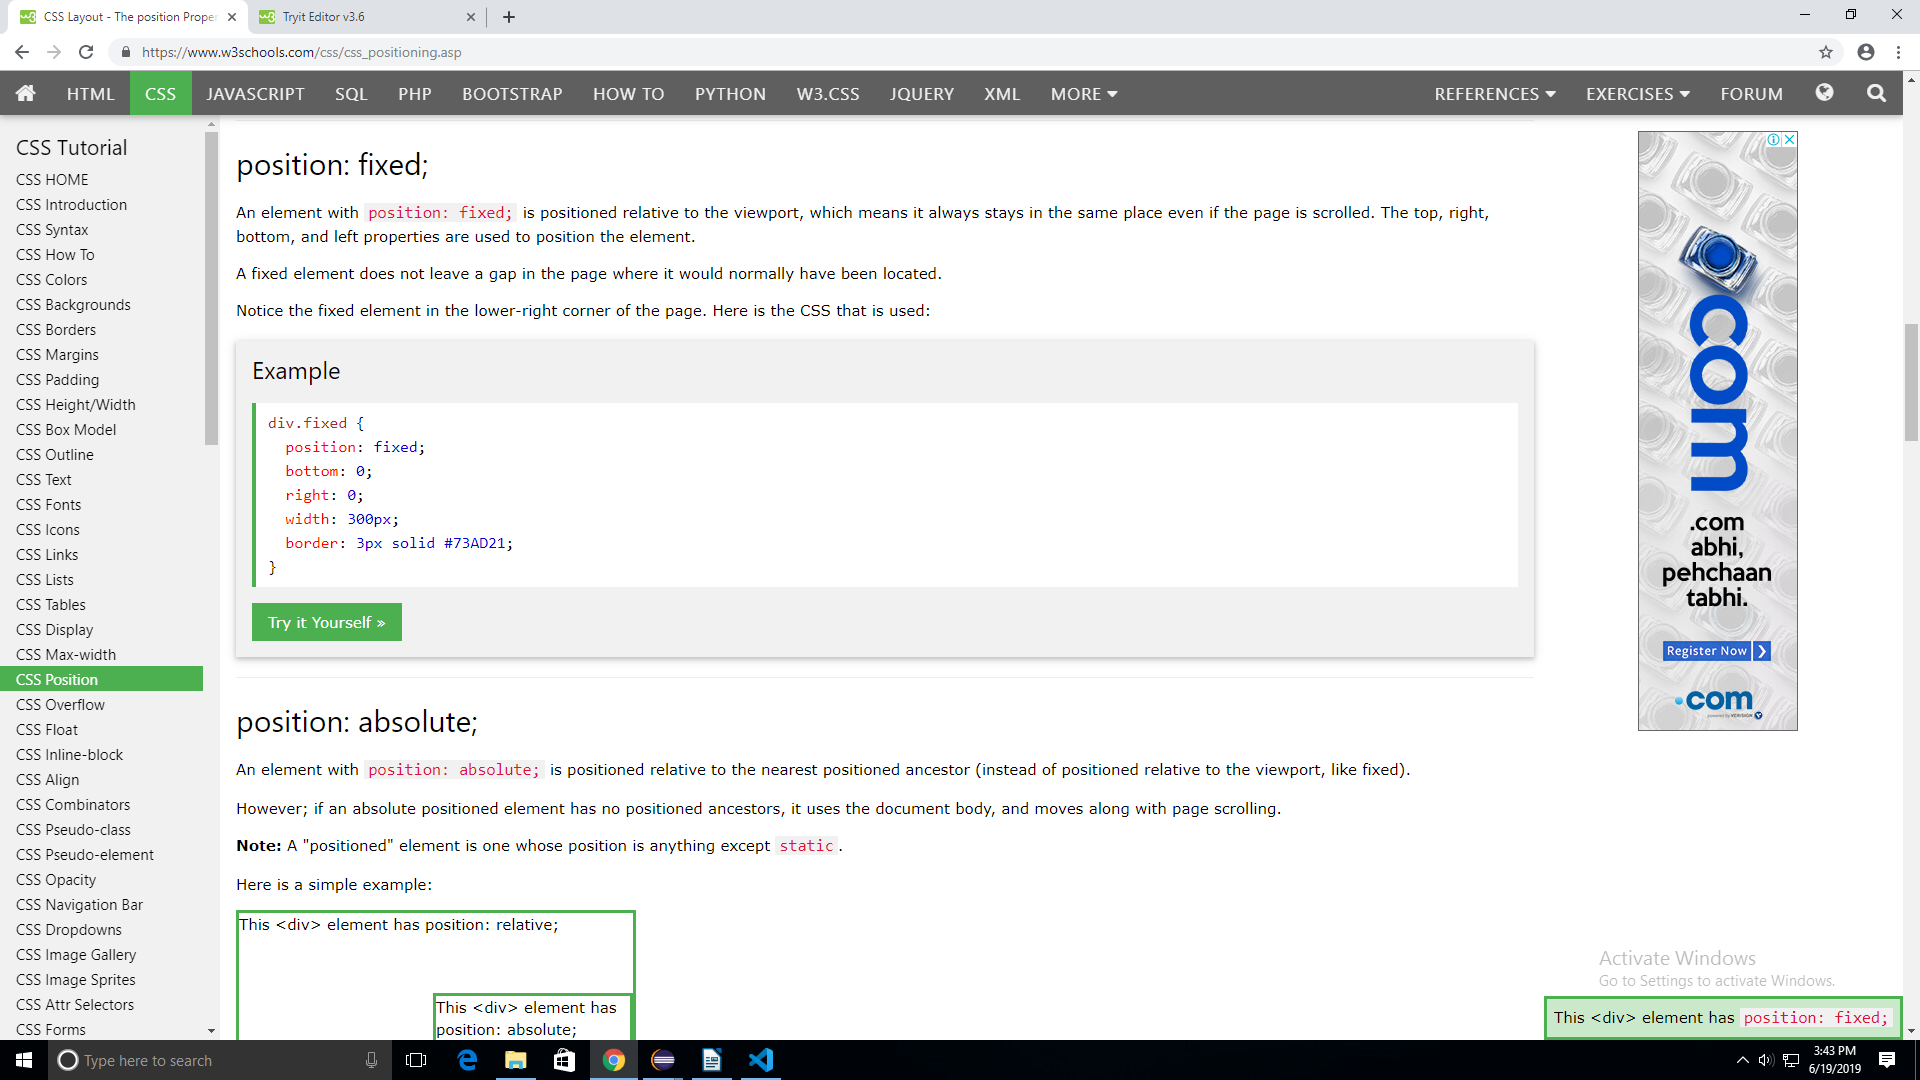 CSS Layout - The position Proper
Tryit Editor v3.6
https://www.w3schools.com/css/css_positioning.asp
HTML CSS JAVASCRIPT SQL PHP BOOTSTRAP HOW TO PYTHON W3.CSS JQUERY XML MORE REFERENCES EXERCISES FORUM
CSS Tutorial
CSS HOME
CSS Introduction
CSS Syntax
CSS How To
CSS Colors
CSS Backgrounds
CSS Borders
CSS Margins
CSS Padding
CSS Height/Width
CSS Box Model
CSS Outline
CSS Text
CSS Fonts
CSS Icons
CSS Links
CSS Lists
CSS Tables
CSS Display
CSS Max-width
CSS Position
CSS Overflow
CSS Float
CSS Inline-block
CSS Align
CSS Combinators
CSS Pseudo-class
CSS Pseudo-element
CSS Opacity
CSS Navigation Bar
CSS Dropdowns
CSS Image Gallery
CSS Image Sprites
CSS Attr Selectors
CSS Forms
position: fixed;
An element with position: fixed; is positioned relative to the viewport, which means it always stays in the same place even if the page is scrolled. The top, right,
bottom, and left properties are used to position the element.
A fixed element does not leave a gap in the page where it would normally have been located.
Notice the fixed element in the lower-right corner of the page. Here is the CSS that is used:
Example
div.fixed {
position: fixed;
bottom: 0;
right: 0;
width: 300px;
border: 3px solid #73AD21;
}
Try it Yourself »
position: absolute;
An element with position: absolute; is positioned relative to the nearest positioned ancestor (instead of positioned relative to the viewport, like fixed).
However; if an absolute positioned element has no positioned ancestors, it uses the document body, and moves along with page scrolling.
Note: A "positioned" element is one whose position is anything except static.
Here is a simple example:
This <div> element has position: relative;
This <div> element has
position: absolute;
com
.com
abhi,
pehchaan
tabhi.
Register Now
.com
powered by VERISIGN
Activate Windows
Go to Settings to activate Windows.
This <div> element has position: fixed;
Type here to search
3:43 PM
6/19/2019